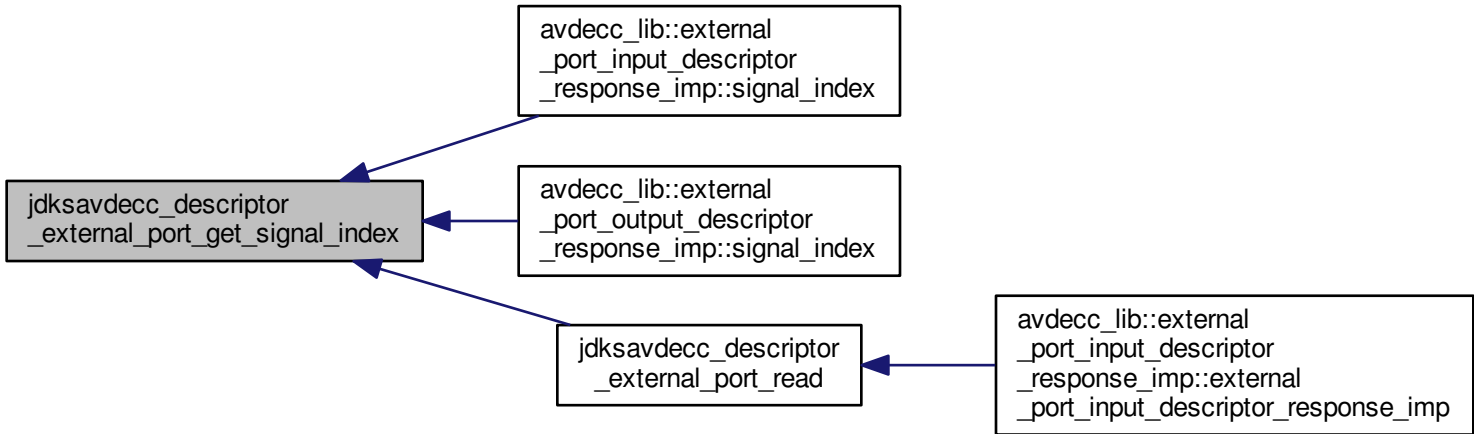 avdecc_lib::external
_port_input_descriptor
_response_imp::signal_index
jdksavdecc_descriptor
_external_port_get_signal_index
avdecc_lib::external
_port_output_descriptor
_response_imp::signal_index
jdksavdecc_descriptor
_external_port_read
avdecc_lib::external
_port_input_descriptor
_response_imp::external
_port_input_descriptor_response_imp